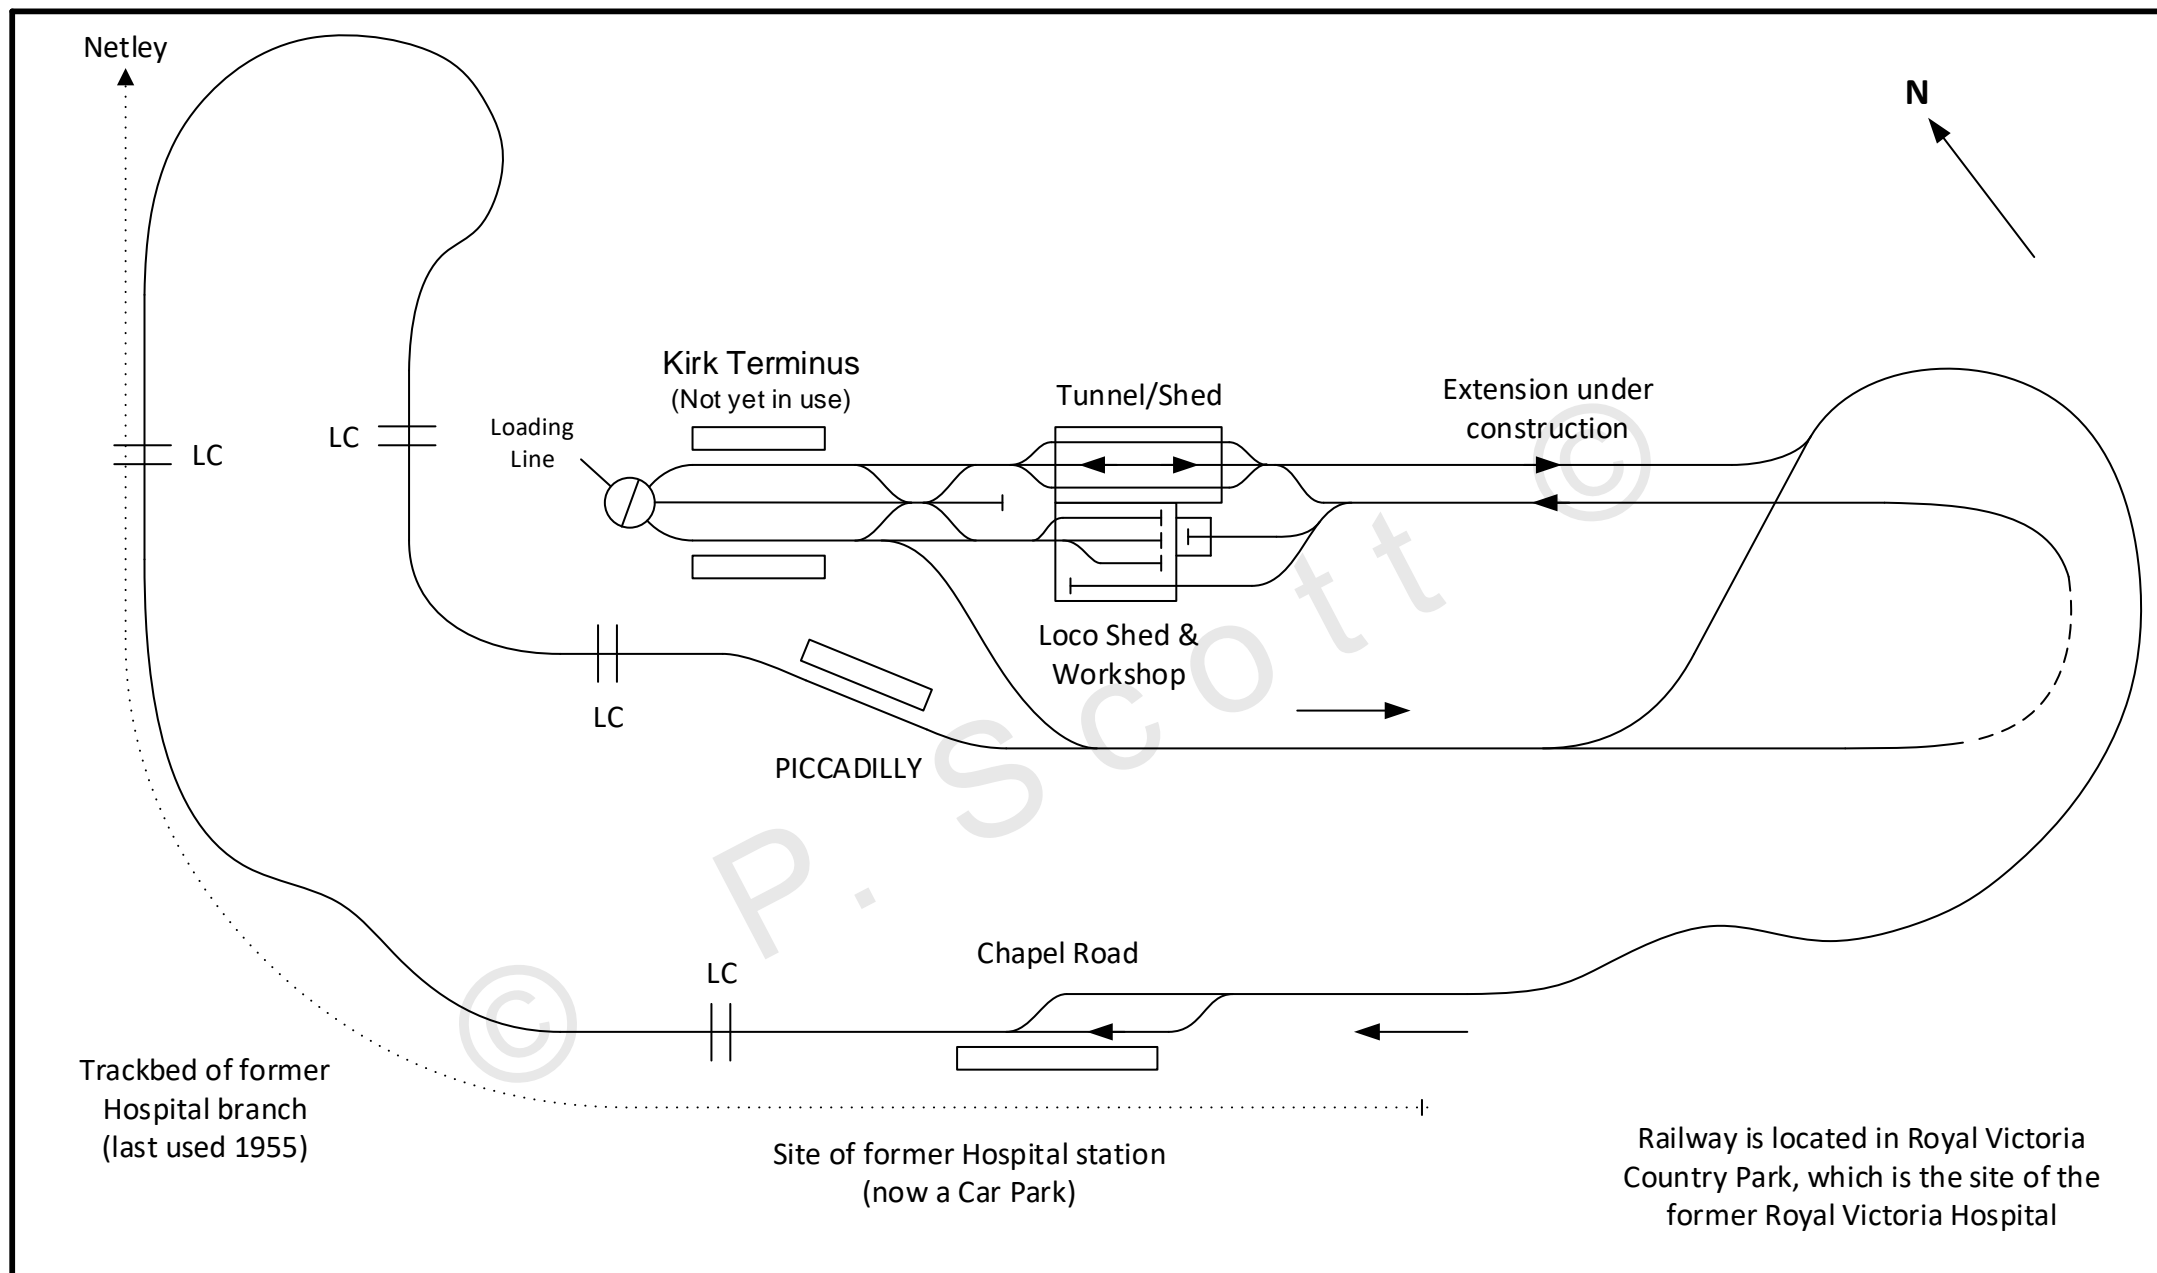 Netley
N
Kirk Terminus
(Not yet in use)
Tunnel/Shed
Extension under
construction
Loading
Line
LC
LC
Loco Shed &
Workshop
LC
PICCADILLY
Chapel Road
LC
Trackbed of former
Hospital branch
(last used 1955)
Site of former Hospital station
(now a Car Park)
Railway is located in Royal Victoria
Country Park, which is the site of the
former Royal Victoria Hospital
© P. Scott ©